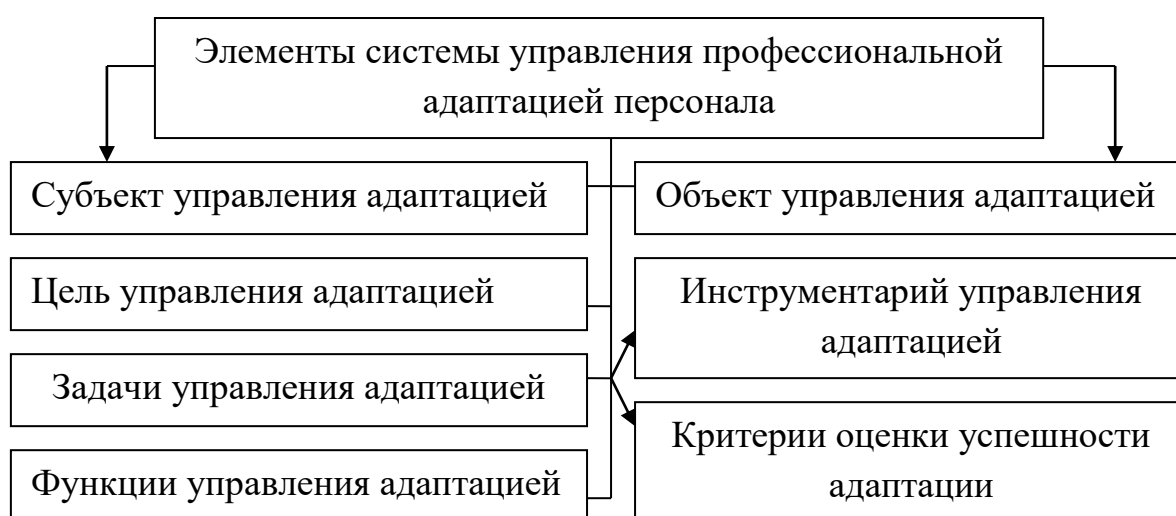 Элементы системы управления профессиональной
адаптацией персонала
Субъект управления адаптацией
Объект управления адаптацией
Цель управления адаптацией
Инструментарий управления
адаптацией
Задачи управления адаптацией
Критерии оценки успешности
адаптации
Функции управления адаптацией